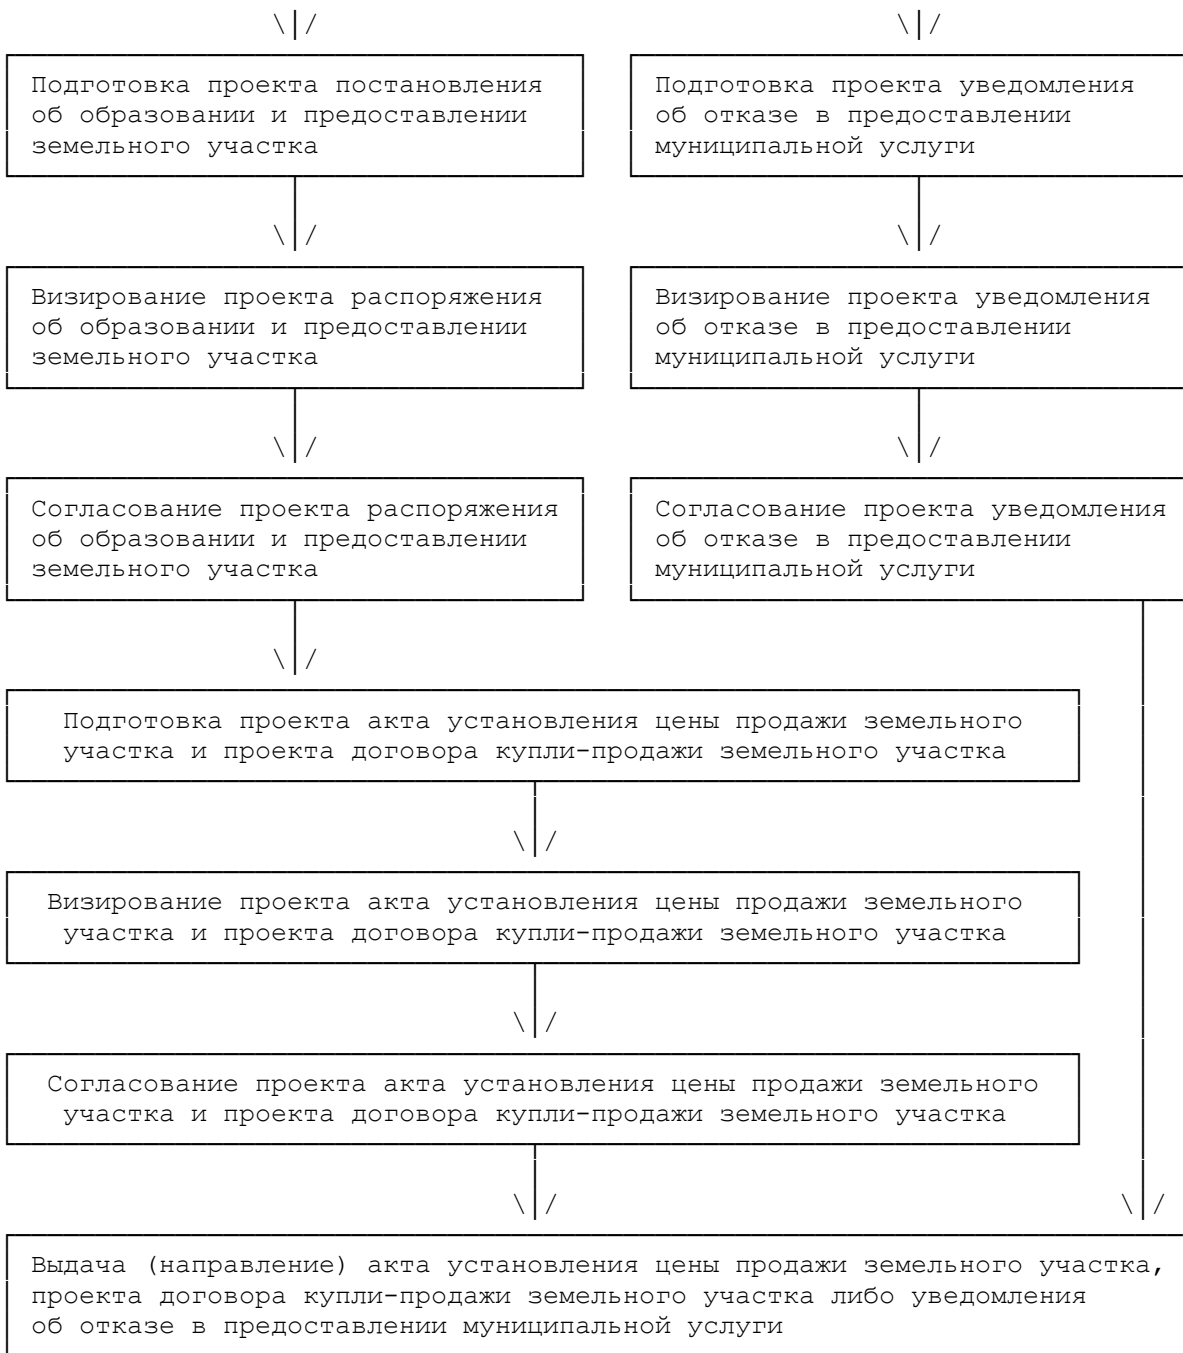 Подготовка проекта постановления
об образовании и предоставлении
земельного участка
Подготовка проекта уведомления
об отказе в предоставлении
муниципальной услуги
Визирование проекта распоряжения
об образовании и предоставлении
земельного участка
Визирование проекта уведомления
об отказе в предоставлении
муниципальной услуги
Согласование проекта распоряжения
об образовании и предоставлении
земельного участка
Согласование проекта уведомления
об отказе в предоставлении
муниципальной услуги
Подготовка проекта акта установления цены продажи земельного
участка и проекта договора купли-продажи земельного участка
Визирование проекта акта установления цены продажи земельного
участка и проекта договора купли-продажи земельного участка
Согласование проекта акта установления цены продажи земельного
участка и проекта договора купли-продажи земельного участка
Выдача (направление) акта установления цены продажи земельного участка,
проекта договора купли-продажи земельного участка либо уведомления
об отказе в предоставлении муниципальной услуги